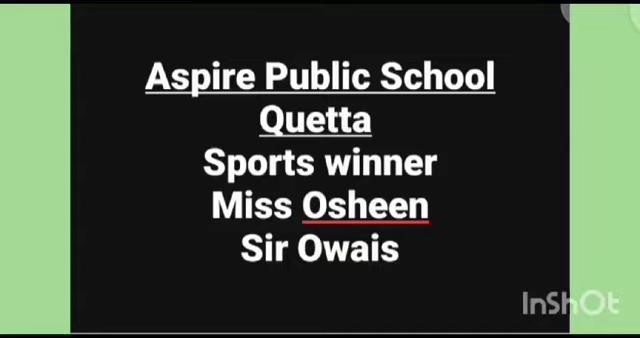 Aspire Public School
Quetta
Sports winner
Miss Osheen
Sir Owais
InShOt